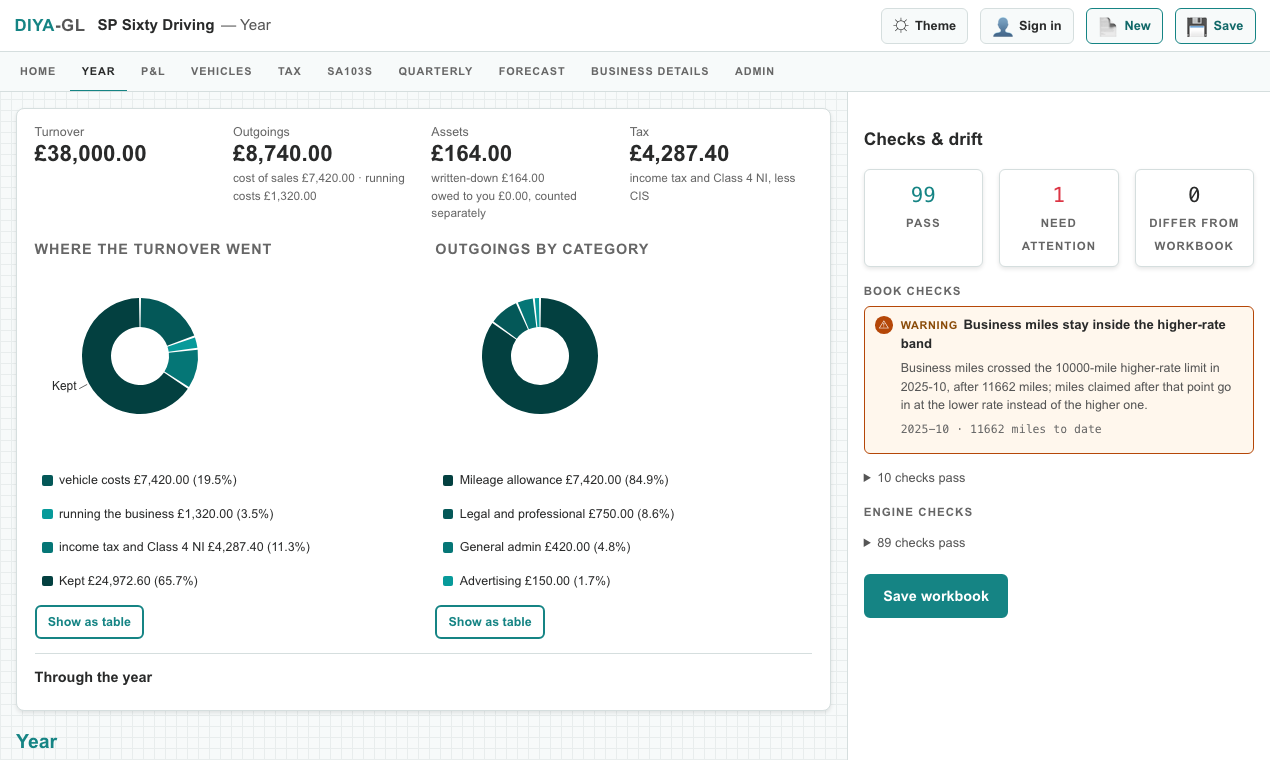 DIYA-GL SP Sixty Driving — Year
Theme
Sign in
New
Save
HOME
YEAR
P&L
VEHICLES
TAX
SA103S
QUARTERLY
FORECAST
BUSINESS DETAILS
ADMIN
Turnover
£38,000.00
Outgoings
£8,740.00
cost of sales £7,420.00 · running
costs £1,320.00
Assets
£164.00
written-down £164.00
owed to you £0.00, counted
separately
Tax
£4,287.40
income tax and Class 4 NI, less
CIS
WHERE THE TURNOVER WENT
Kept
vehicle costs £7,420.00 (19.5%)
running the business £1,320.00 (3.5%)
income tax and Class 4 NI £4,287.40 (11.3%)
Kept £24,972.60 (65.7%)
Show as table
OUTGOINGS BY CATEGORY
Mileage allowance £7,420.00 (84.9%)
Legal and professional £750.00 (8.6%)
General admin £420.00 (4.8%)
Advertising £150.00 (1.7%)
Show as table
Through the year
Year
Checks & drift
99
PASS
1
NEED
ATTENTION
0
DIFFER FROM
WORKBOOK
BOOK CHECKS
WARNING Business miles stay inside the higher-rate
band
Business miles crossed the 10000-mile higher-rate limit in
2025-10, after 11662 miles; miles claimed after that point go
in at the lower rate instead of the higher one.
2025–10 · 11662 miles to date
10 checks pass
ENGINE CHECKS
89 checks pass
Save workbook